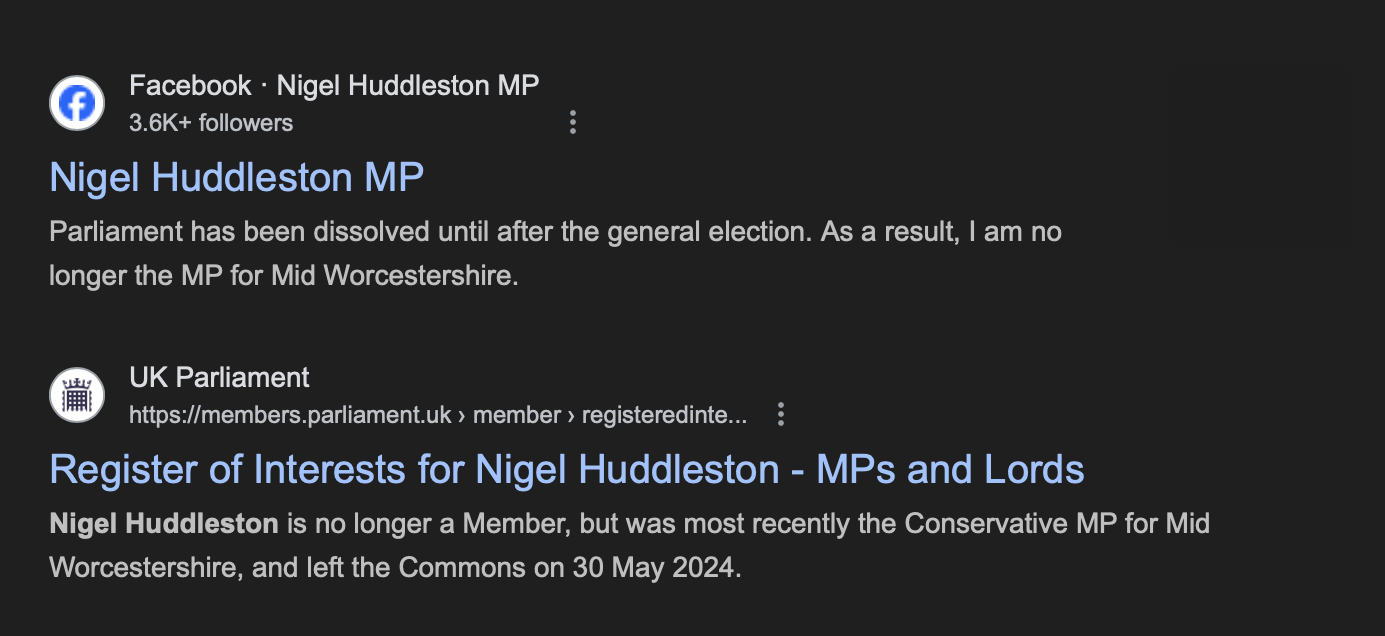 Facebook · Nigel Huddleston MP
3.6K+ followers
Nigel Huddleston MP
Parliament has been dissolved until after the general election. As a result, I am no
longer the MP for Mid Worcestershire.
UK Parliament
https://members.parliament.uk › member › registeredinte...
Register of Interests for Nigel Huddleston - MPs and Lords
Nigel Huddleston is no longer a Member, but was most recently the Conservative MP for Mid
Worcestershire, and left the Commons on 30 May 2024.